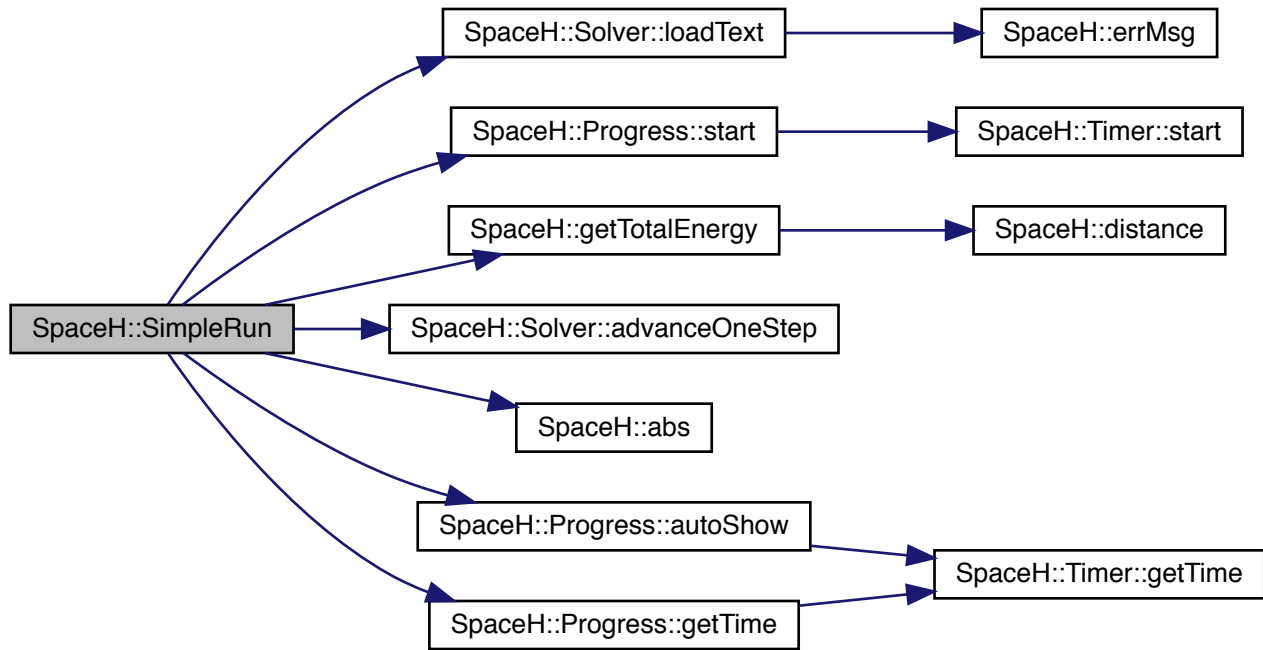 SpaceH::Solver::loadText
SpaceH::errMsg
SpaceH::Progress::start
SpaceH::Timer::start
SpaceH::getTotalEnergy
SpaceH::distance
SpaceH::SimpleRun
SpaceH::Solver::advanceOneStep
SpaceH::abs
SpaceH::Progress::autoShow
SpaceH::Timer::getTime
SpaceH::Progress::getTime